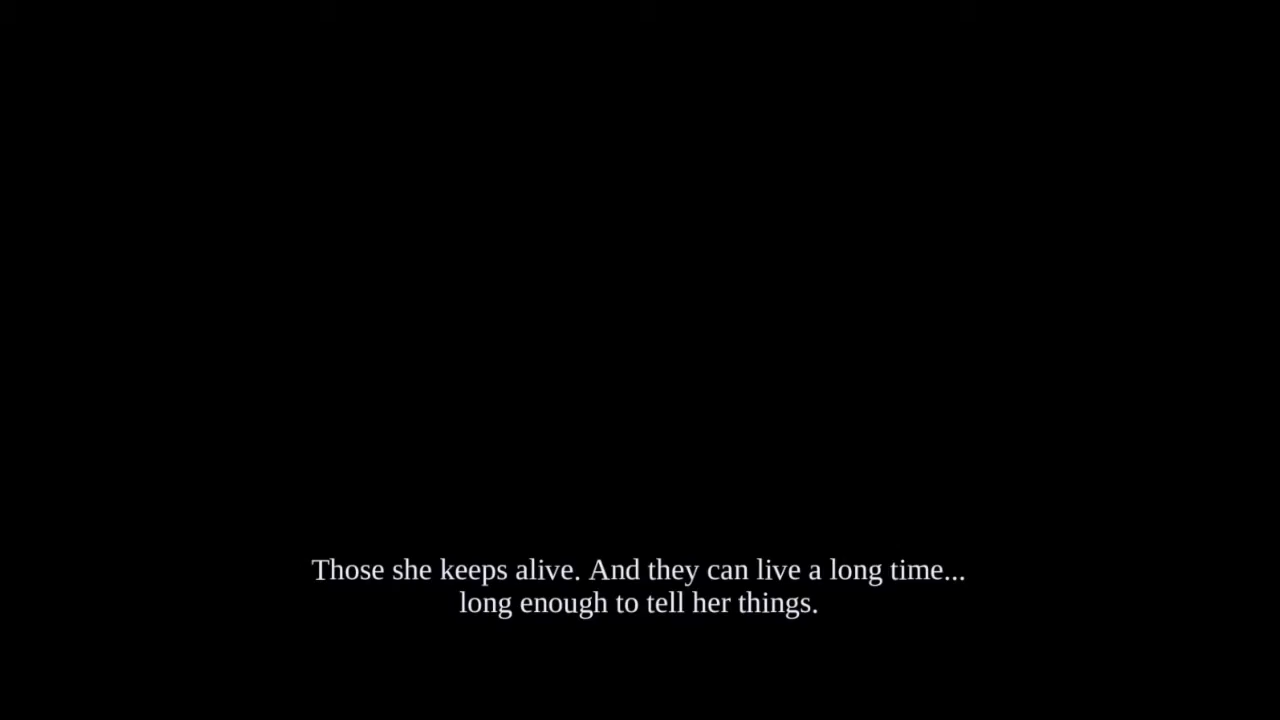 Those she keeps alive. And they can live a long time...
long enough to tell her things.